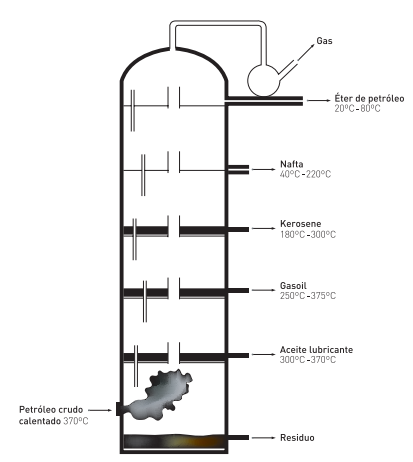 Gas
Éter de petróleo
20ºC-80ºC
Nafta
40ºC-220ºC
Kerosene
180ºC-300ºC
Gasoil
250ºC-375ºC
Aceite lubricante
300ºC-370ºC
Petróleo crudo
calentado 370ºC
Residuo